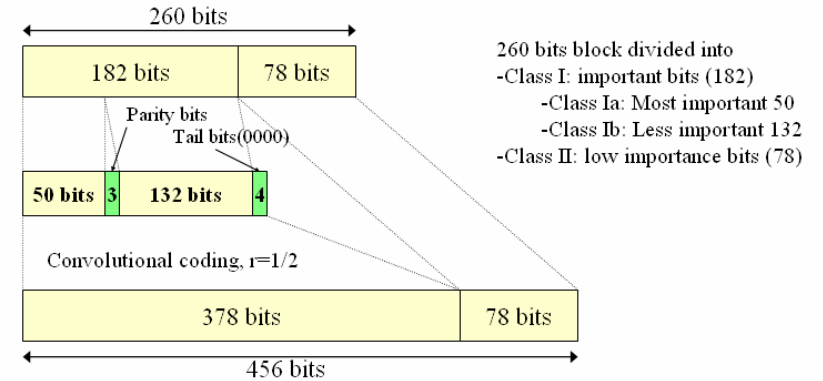 260 bits
182 bits
78 bits
260 bits block divided into
-Class I: important bits (182)
-Class Ia: Most important 50
-Class Ib: Less important 132
-Class II: low importance bits (78)
Parity bits
Tail bits(0000)
50 bits
3
132 bits
4
Convolutional coding, r=1/2
378 bits
78 bits
456 bits